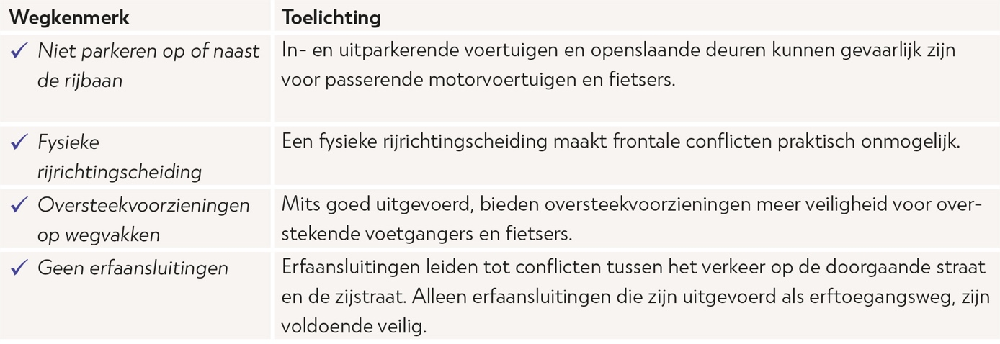 Wegkenmerk Toelichting
✓ Niet parkeren op of naast In- en uitparkerende voertuigen en openslaande deuren kunnen gevaarlijk zijn
de rijbaan voor passerende motorvoertuigen en fietsers.
✓ Fysieke Een fysieke rijrichtingscheiding maakt frontale conflicten praktisch onmogelijk.
rijrichtingscheiding
✓ Oversteekvoorzieningen Mits goed uitgevoerd, bieden oversteekvoorzieningen meer veiligheid voor over-
op wegvakken stekende voetgangers en fietsers.
✓ Geen erfaansluitingen Erfaansluitingen leiden tot conflicten tussen het verkeer op de doorgaande straat
en de zijstraat. Alleen erfaansluitingen die zijn uitgevoerd als erftoegangsweg, zijn
voldoende veilig.